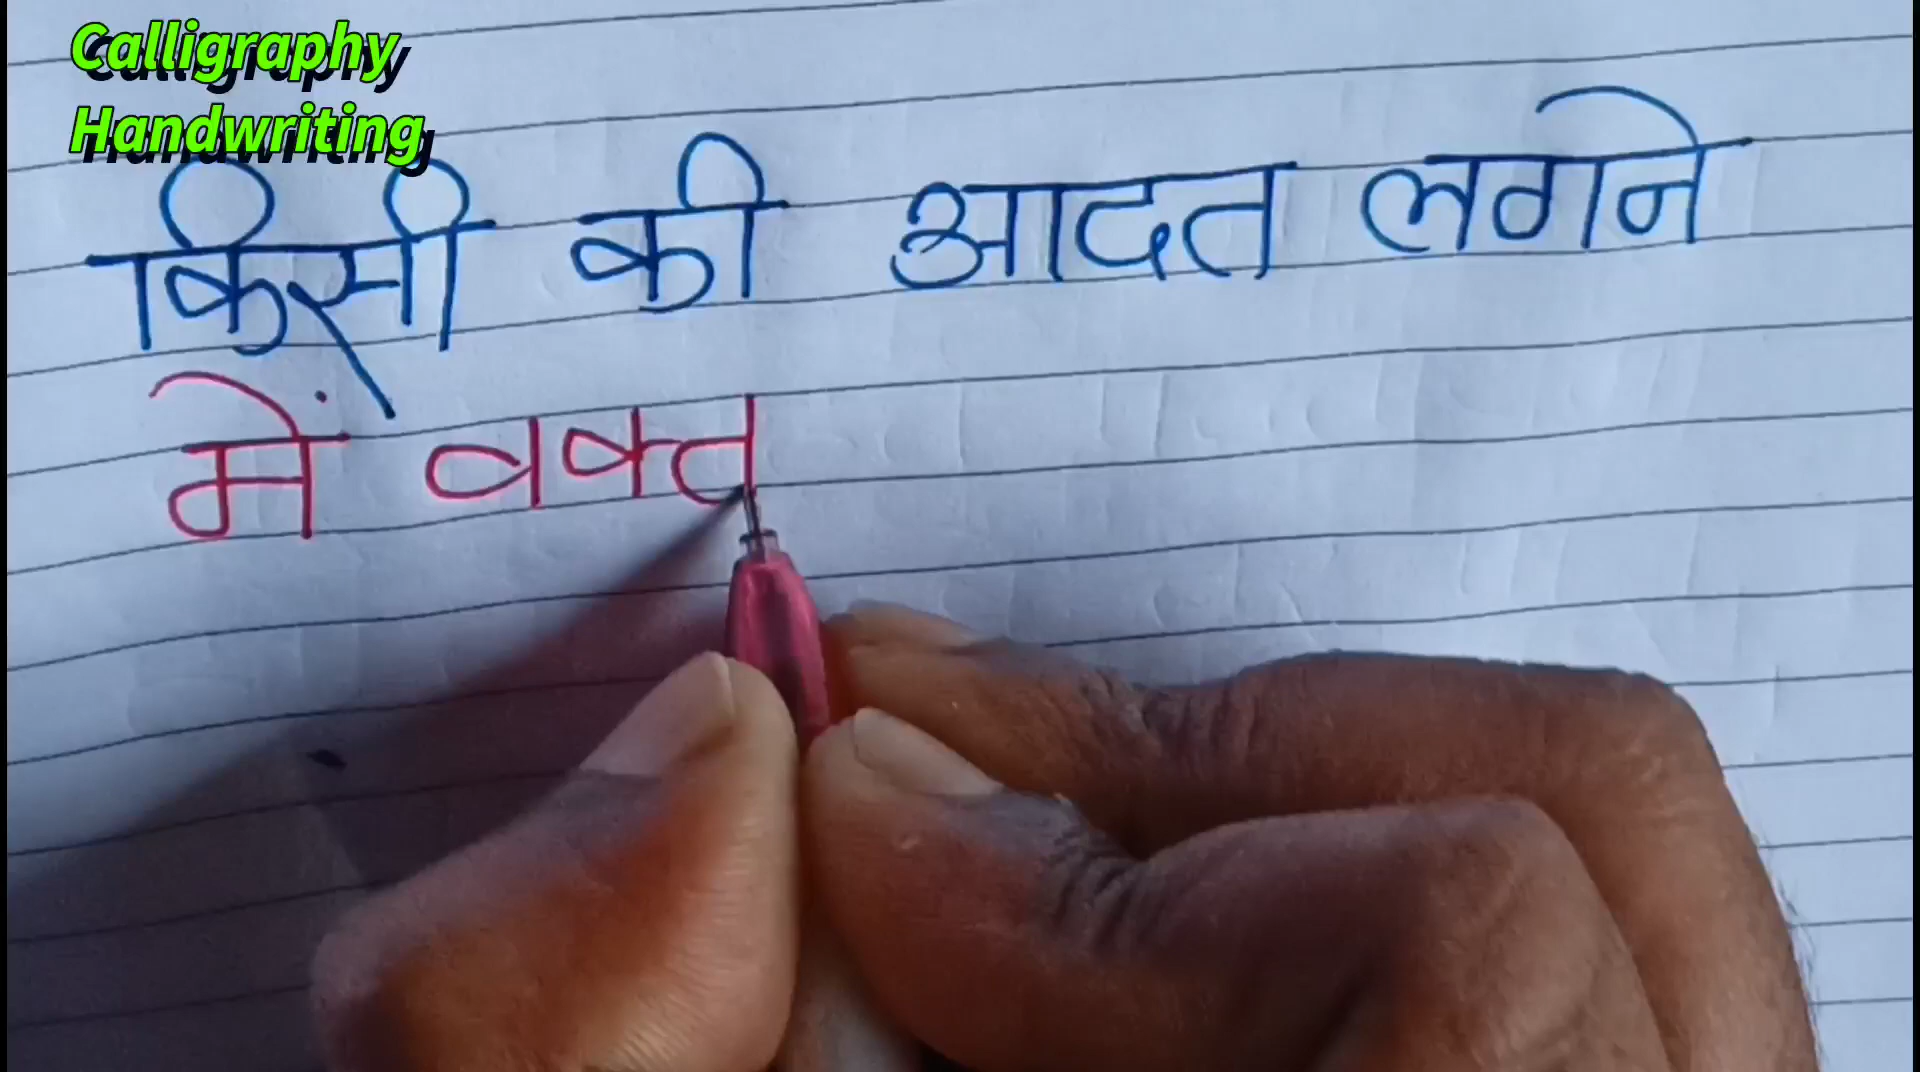 Calligraphy
Handwriting
किसी की आदत लगने
में वक्त